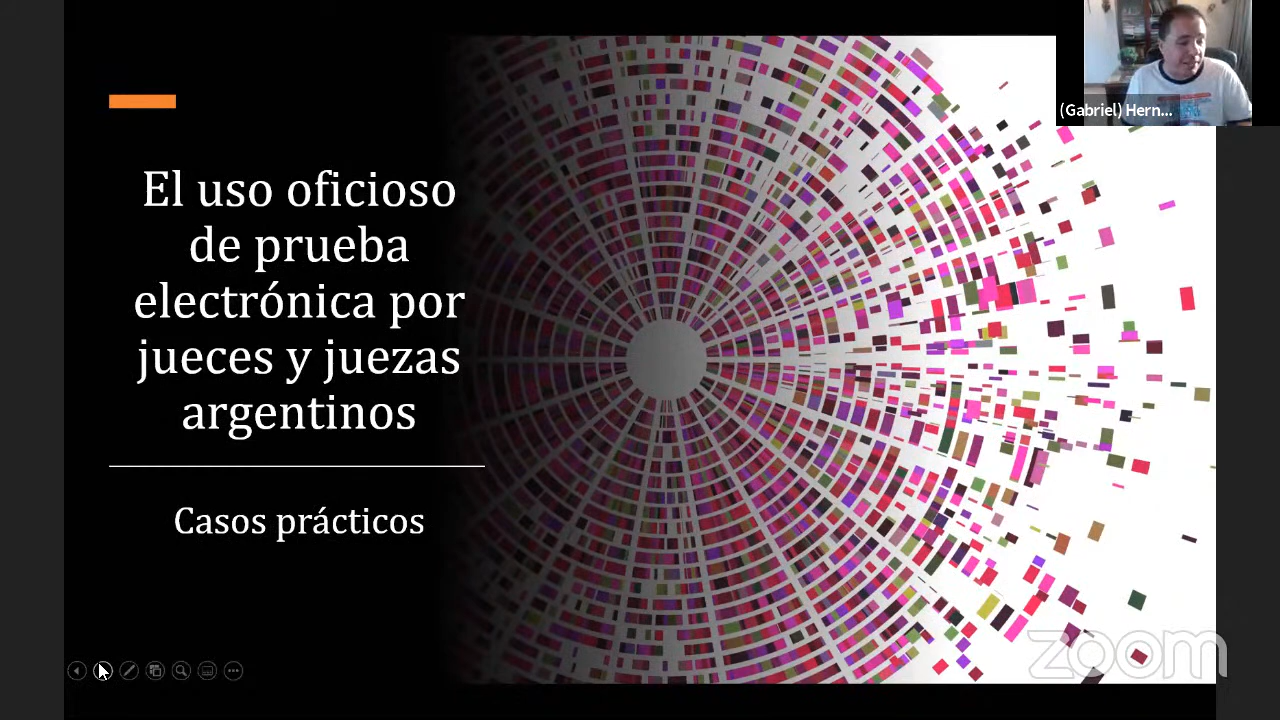 El uso oficioso
de prueba
electrónica por
jueces y juezas
argentinos
Casos prácticos
(Gabriel) Hern...
zoom